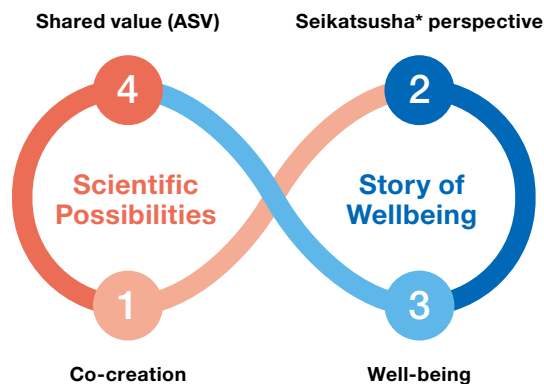 Shared value (ASV)
Seikatsusha* perspective
4
2
Scientific
Possibilities
Story of
Wellbeing
1
3
Co-creation
Well-being